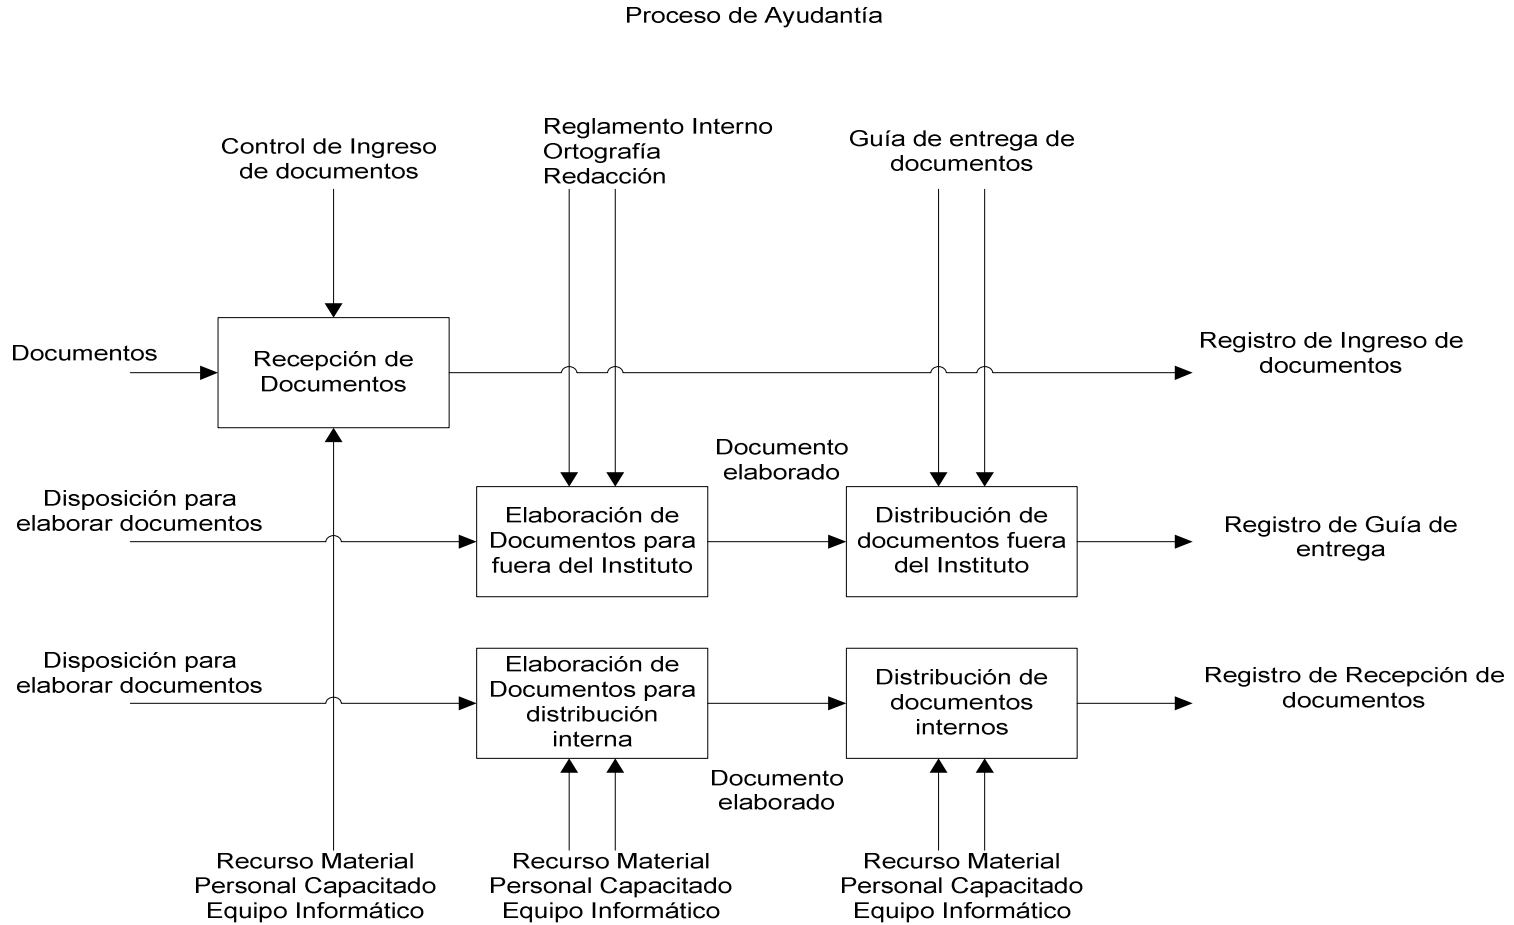 Proceso de Ayudantía
Control de Ingreso
de documentos
Reglamento Interno
Ortografía
Redacción
Guía de entrega de
documentos
Documentos
Recepción de
Documentos
Registro de Ingreso de
documentos
Disposición para
elaborar documentos
Elaboración de
Documentos para
fuera del Instituto
Documento
elaborado
Distribución de
documentos fuera
del Instituto
Registro de Guía de
entrega
Disposición para
elaborar documentos
Elaboración de
Documentos para
distribución
interna
Documento
elaborado
Distribución de
documentos
internos
Registro de Recepción de
documentos
Recurso Material
Personal Capacitado
Equipo Informático
Recurso Material
Personal Capacitado
Equipo Informático
Recurso Material
Personal Capacitado
Equipo Informático